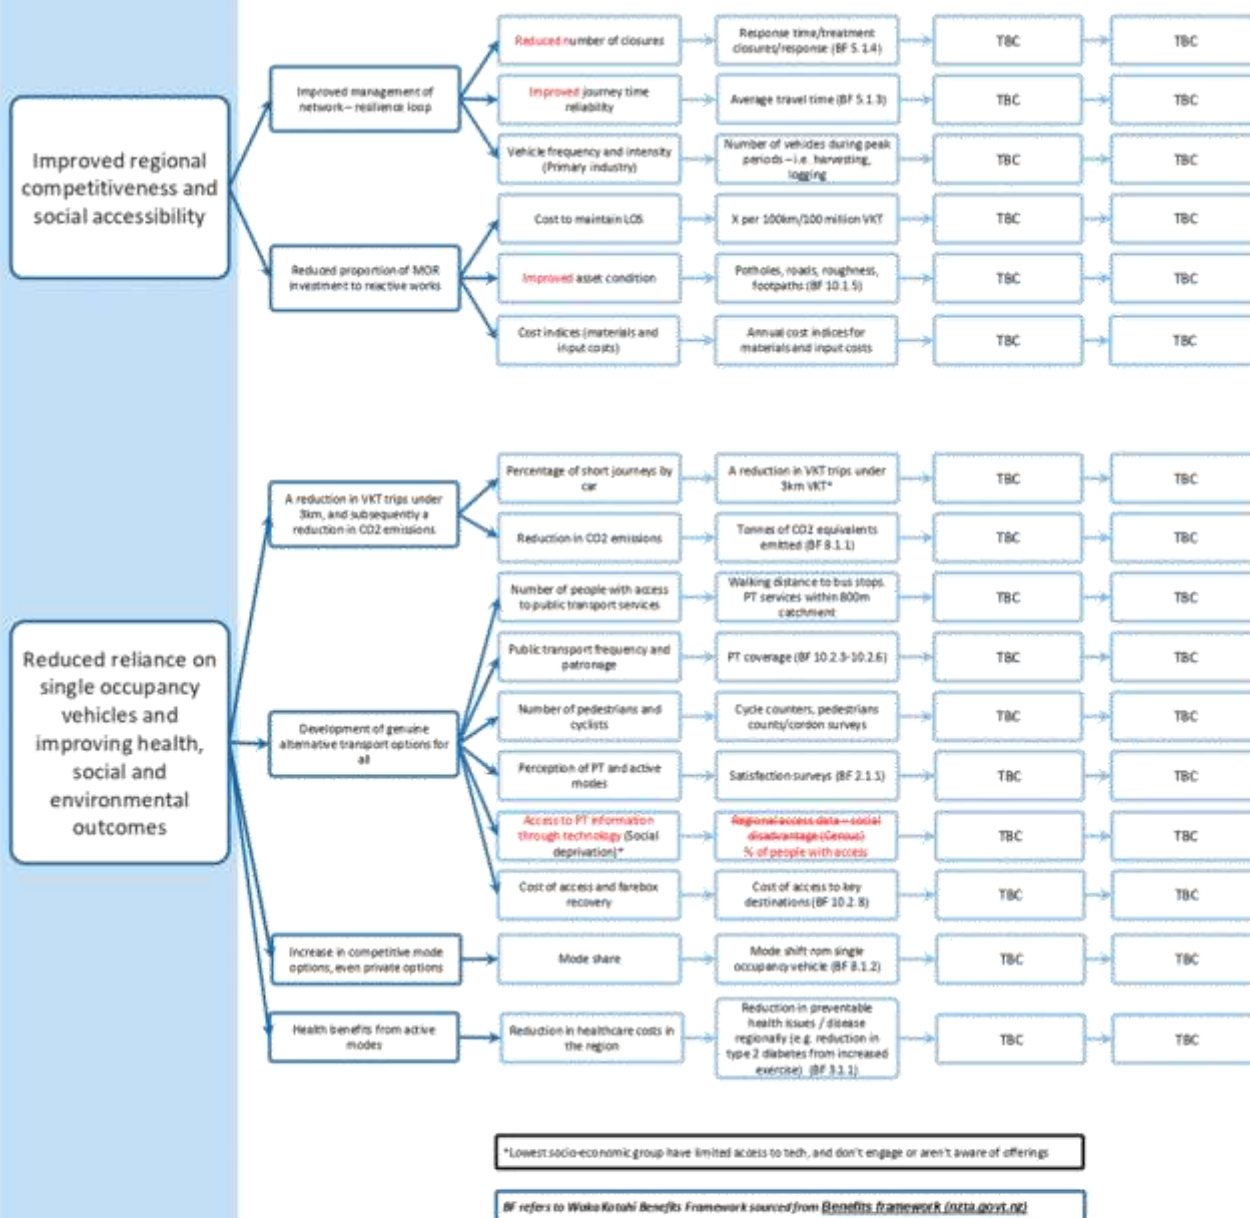 Improved regional
competitiveness and
social accessibility
Improved management of
network – resilience loop
Reduced number of closures
Response time/treatment
closures/response (BF 5.1.4)
TBC
TBC
Improved journey time
reliability
Average travel time (BF 5.1.3)
TBC
TBC
Vehicle frequency and intensity
(Primary industry)
Number of vehicles during peak
periods – i.e. harvesting,
logging
TBC
TBC
Reduced proportion of MOR
investment to reactive works
Cost to maintain LOS
X per 100km/100 million VKT
TBC
TBC
Improved asset condition
Potholes, roads, roughness,
footpaths (BF 10.1.5)
TBC
TBC
Cost indices (materials and
input costs)
Annual cost indices for
materials and input costs
TBC
TBC
Reduced reliance on
single occupancy
vehicles and
improving health,
social and
environmental
outcomes
A reduction in VKT trips under
3km, and subsequently a
reduction in CO2 emissions
Percentage of short journeys by
car
A reduction in VKT trips under
3km VKT*
TBC
TBC
Reduction in CO2 emissions
Tonnes of CO2 equivalents
emitted (BF 8.1.1)
TBC
TBC
Development of genuine
alternative transport options for
all
Number of people with access
to public transport services
Walking distance to bus stops.
PT services within 800m
catchment
TBC
TBC
Public transport frequency and
patronage
PT coverage (BF 10.2.5-10.2.6)
TBC
TBC
Number of pedestrians and
cyclists
Cycle counters, pedestrians
counts/cordon surveys
TBC
TBC
Perception of PT and active
modes
Satisfaction surveys (BF 2.1.1)
TBC
TBC
Access to PT information
through technology (Social
deprivation)*
Regional access data – social
disadvantage (Census)
% of people with access
TBC
TBC
Cost of access and farebox
recovery
Cost of access to key
destinations (BF 10.2.8)
TBC
TBC
Increase in competitive mode
options, even private options
Mode share
Mode shift rom single
occupancy vehicle (BF 8.1.2)
TBC
TBC
Health benefits from active
modes
Reduction in healthcare costs in
the region
Reduction in preventable
health issues / disease
regionally (e.g. reduction in
type 2 diabetes from increased
exercise) (BF 3.1.1)
TBC
TBC
*Lowest socio-economic group have limited access to tech, and don't engage or aren't aware of offerings
BF refers to Waka Kotahi Benefits Framework sourced from Benefits framework (nzta.govt.nz)